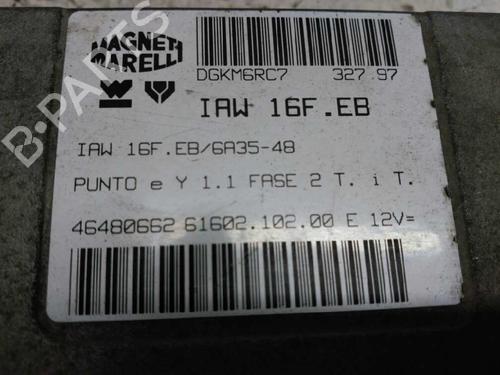 MAGNETI
MARELLI
DGKM6RC7 327 97
IAW 16F.EB
IAW 16F.EB/6A35-48
PUNTO e Y 1.1 FASE 2 T. i T.
46480662 61602.102.00 E 12V=
B-PARTS